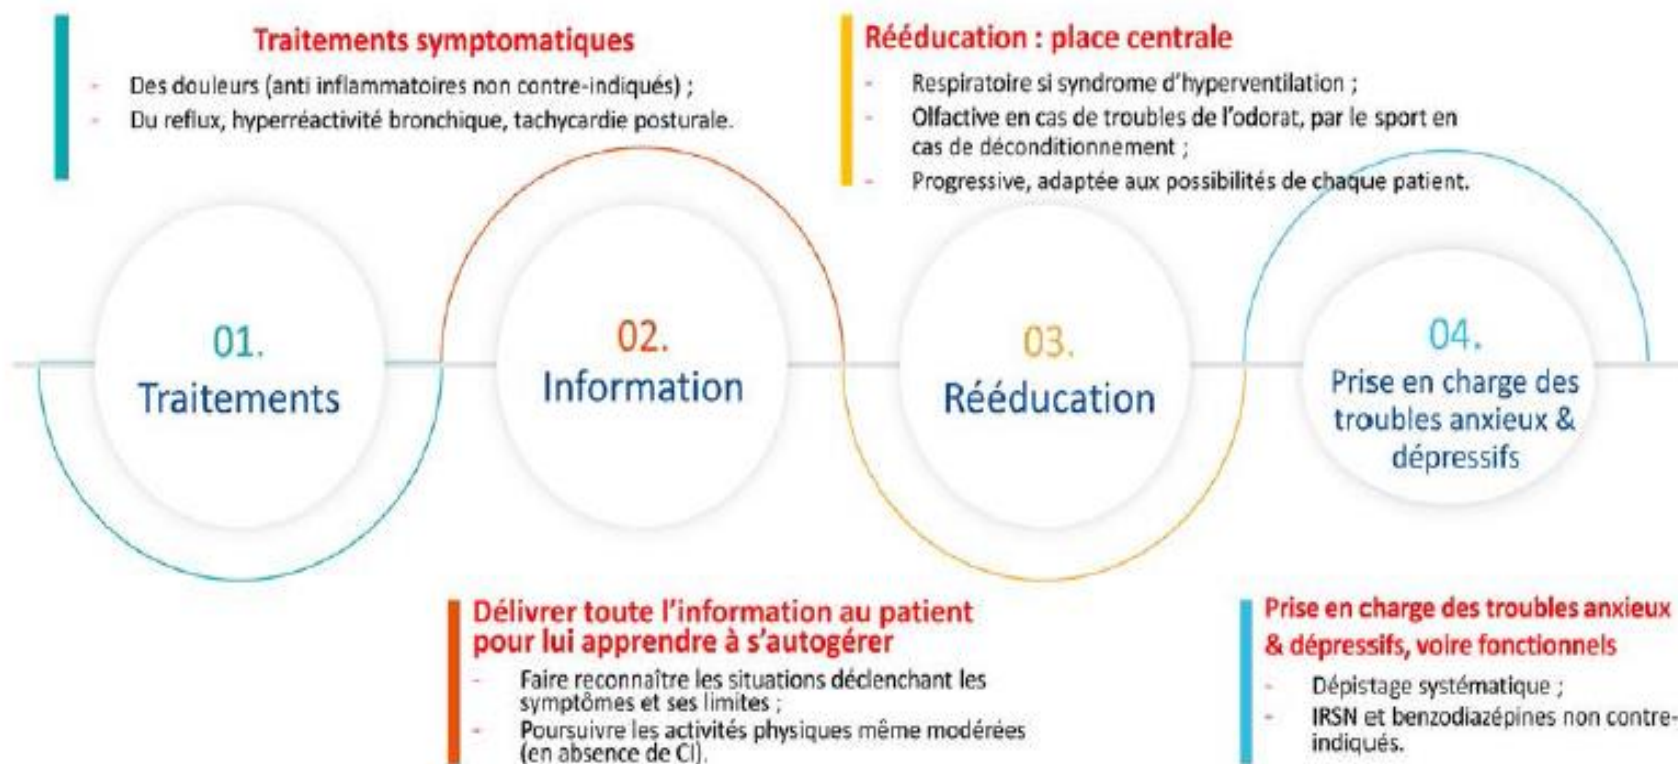 Traitements symptomatiques
- Des douleurs (anti inflammatoires non contre-indiqués) ;
- Du reflux, hyperréactivité bronchique, tachycardie posturale.
Rééducation : place centrale
- Respiratoire si syndrome d'hyperventilation ;
- Olfactive en cas de troubles de l'odorat, par le sport en
cas de déconditionnement ;
- Progressive, adaptée aux possibilités de chaque patient.
01.
Traitements
02.
Information
03.
Rééducation
04.
Prise en charge des
troubles anxieux &
dépressifs
Délivrer toute l'information au patient
pour lui apprendre à s'autogérer
- Faire reconnaître les situations déclenchant les
symptômes et ses limites ;
- Poursuivre les activités physiques même modérées
(en absence de CI).
Prise en charge des troubles anxieux
& dépressifs, voire fonctionnels
- Dépistage systématique ;
- IRSN et benzodiazépines non contre-
indiqués.